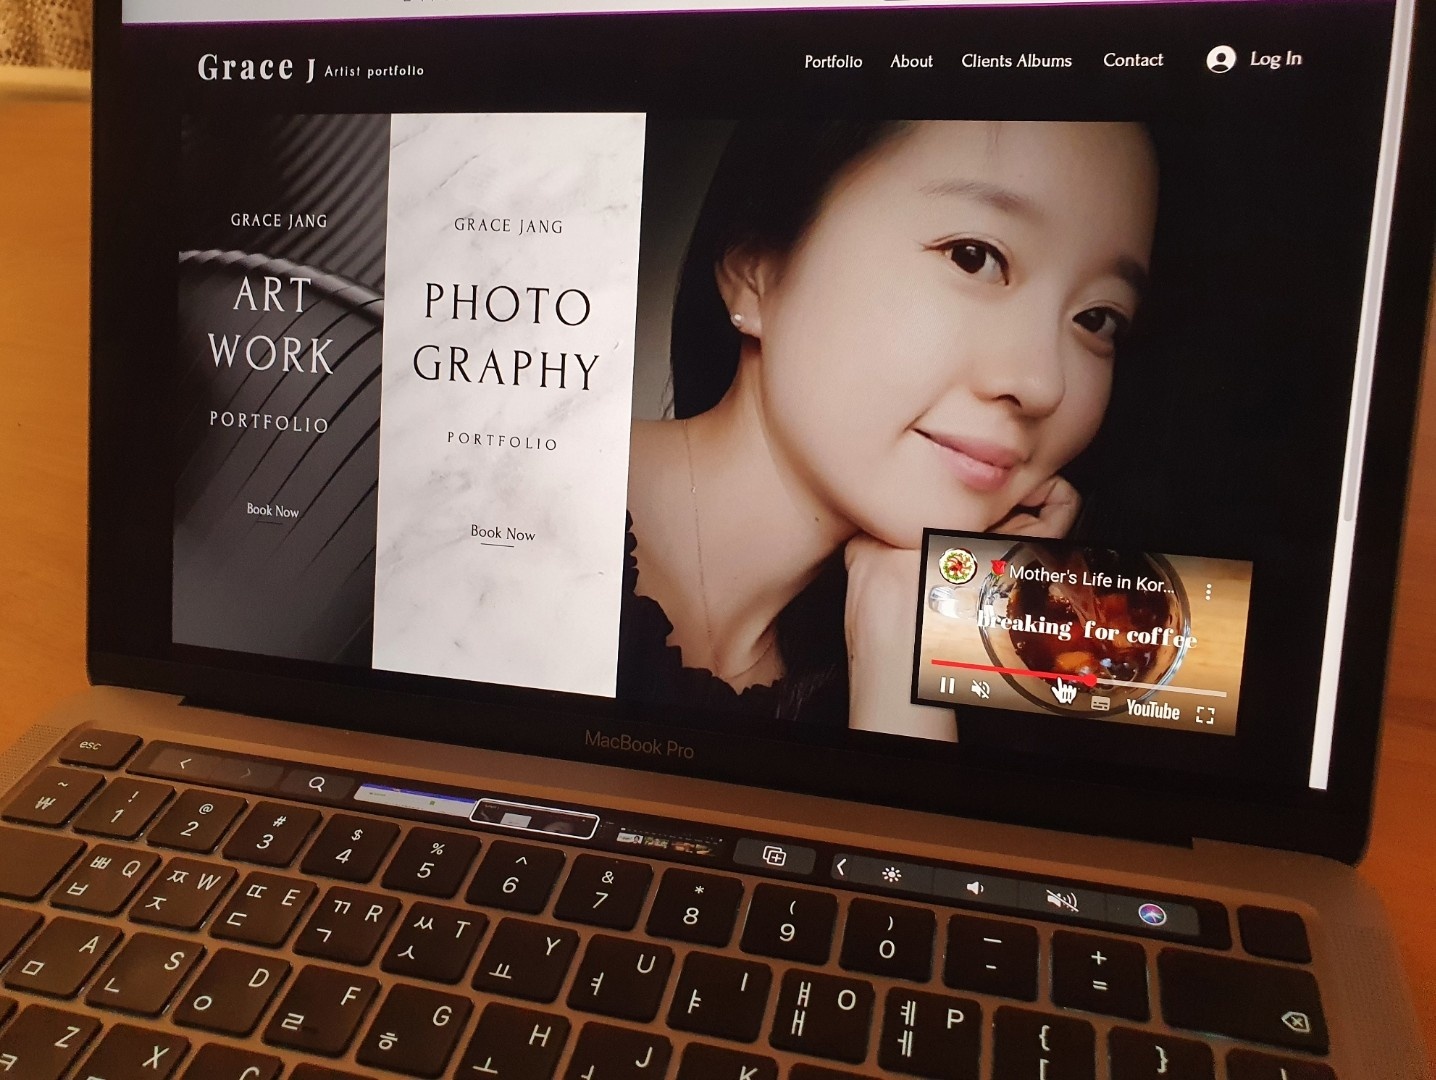 Grace J Artist portfolio
Portfolio About Clients Albums Contact Log In
GRACE JANG
ART
WORK
PORTFOLIO
Book Now
GRACE JANG
PHOTO
GRAPHY
PORTFOLIO
Book Now
Mother's Life in Kor...
breaking for coffee
YouTube
MacBook Pro
esc
~ ₩
! 1
@ 2
# 3
$ 4
% 5
^ 6
& 7
* 8
( 9
) 0
— -
+ =
ㅃ Q ㅂ
ㅉ W ㅈ
ㄸ E ㄷ
ㄲ R ㄱ
ㅆ T ㅅ
Y ㅛ
U ㅕ
I ㅑ
ㅒ O ㅐ
ㅖ P ㅔ
{ [
}
A ㅁ
S ㄴ
D ㅇ
F ㄹ
G ㅎ
H ㅗ
J ㅓ
K
Z ㅋ
X
C